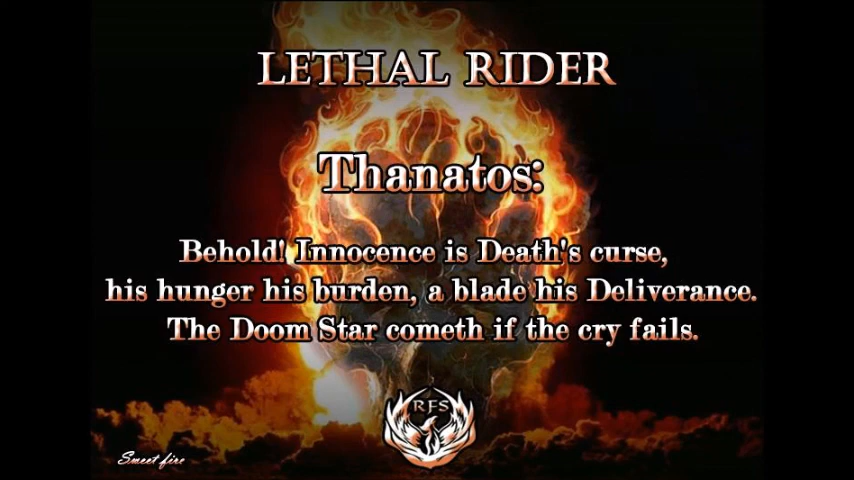 LETHAL RIDER
Thanatos:
Behold! Innocence is Death's curse,
his hunger his burden, a blade his Deliverance.
The Doom Star cometh if the cry fails.
RFS
Sweet fire